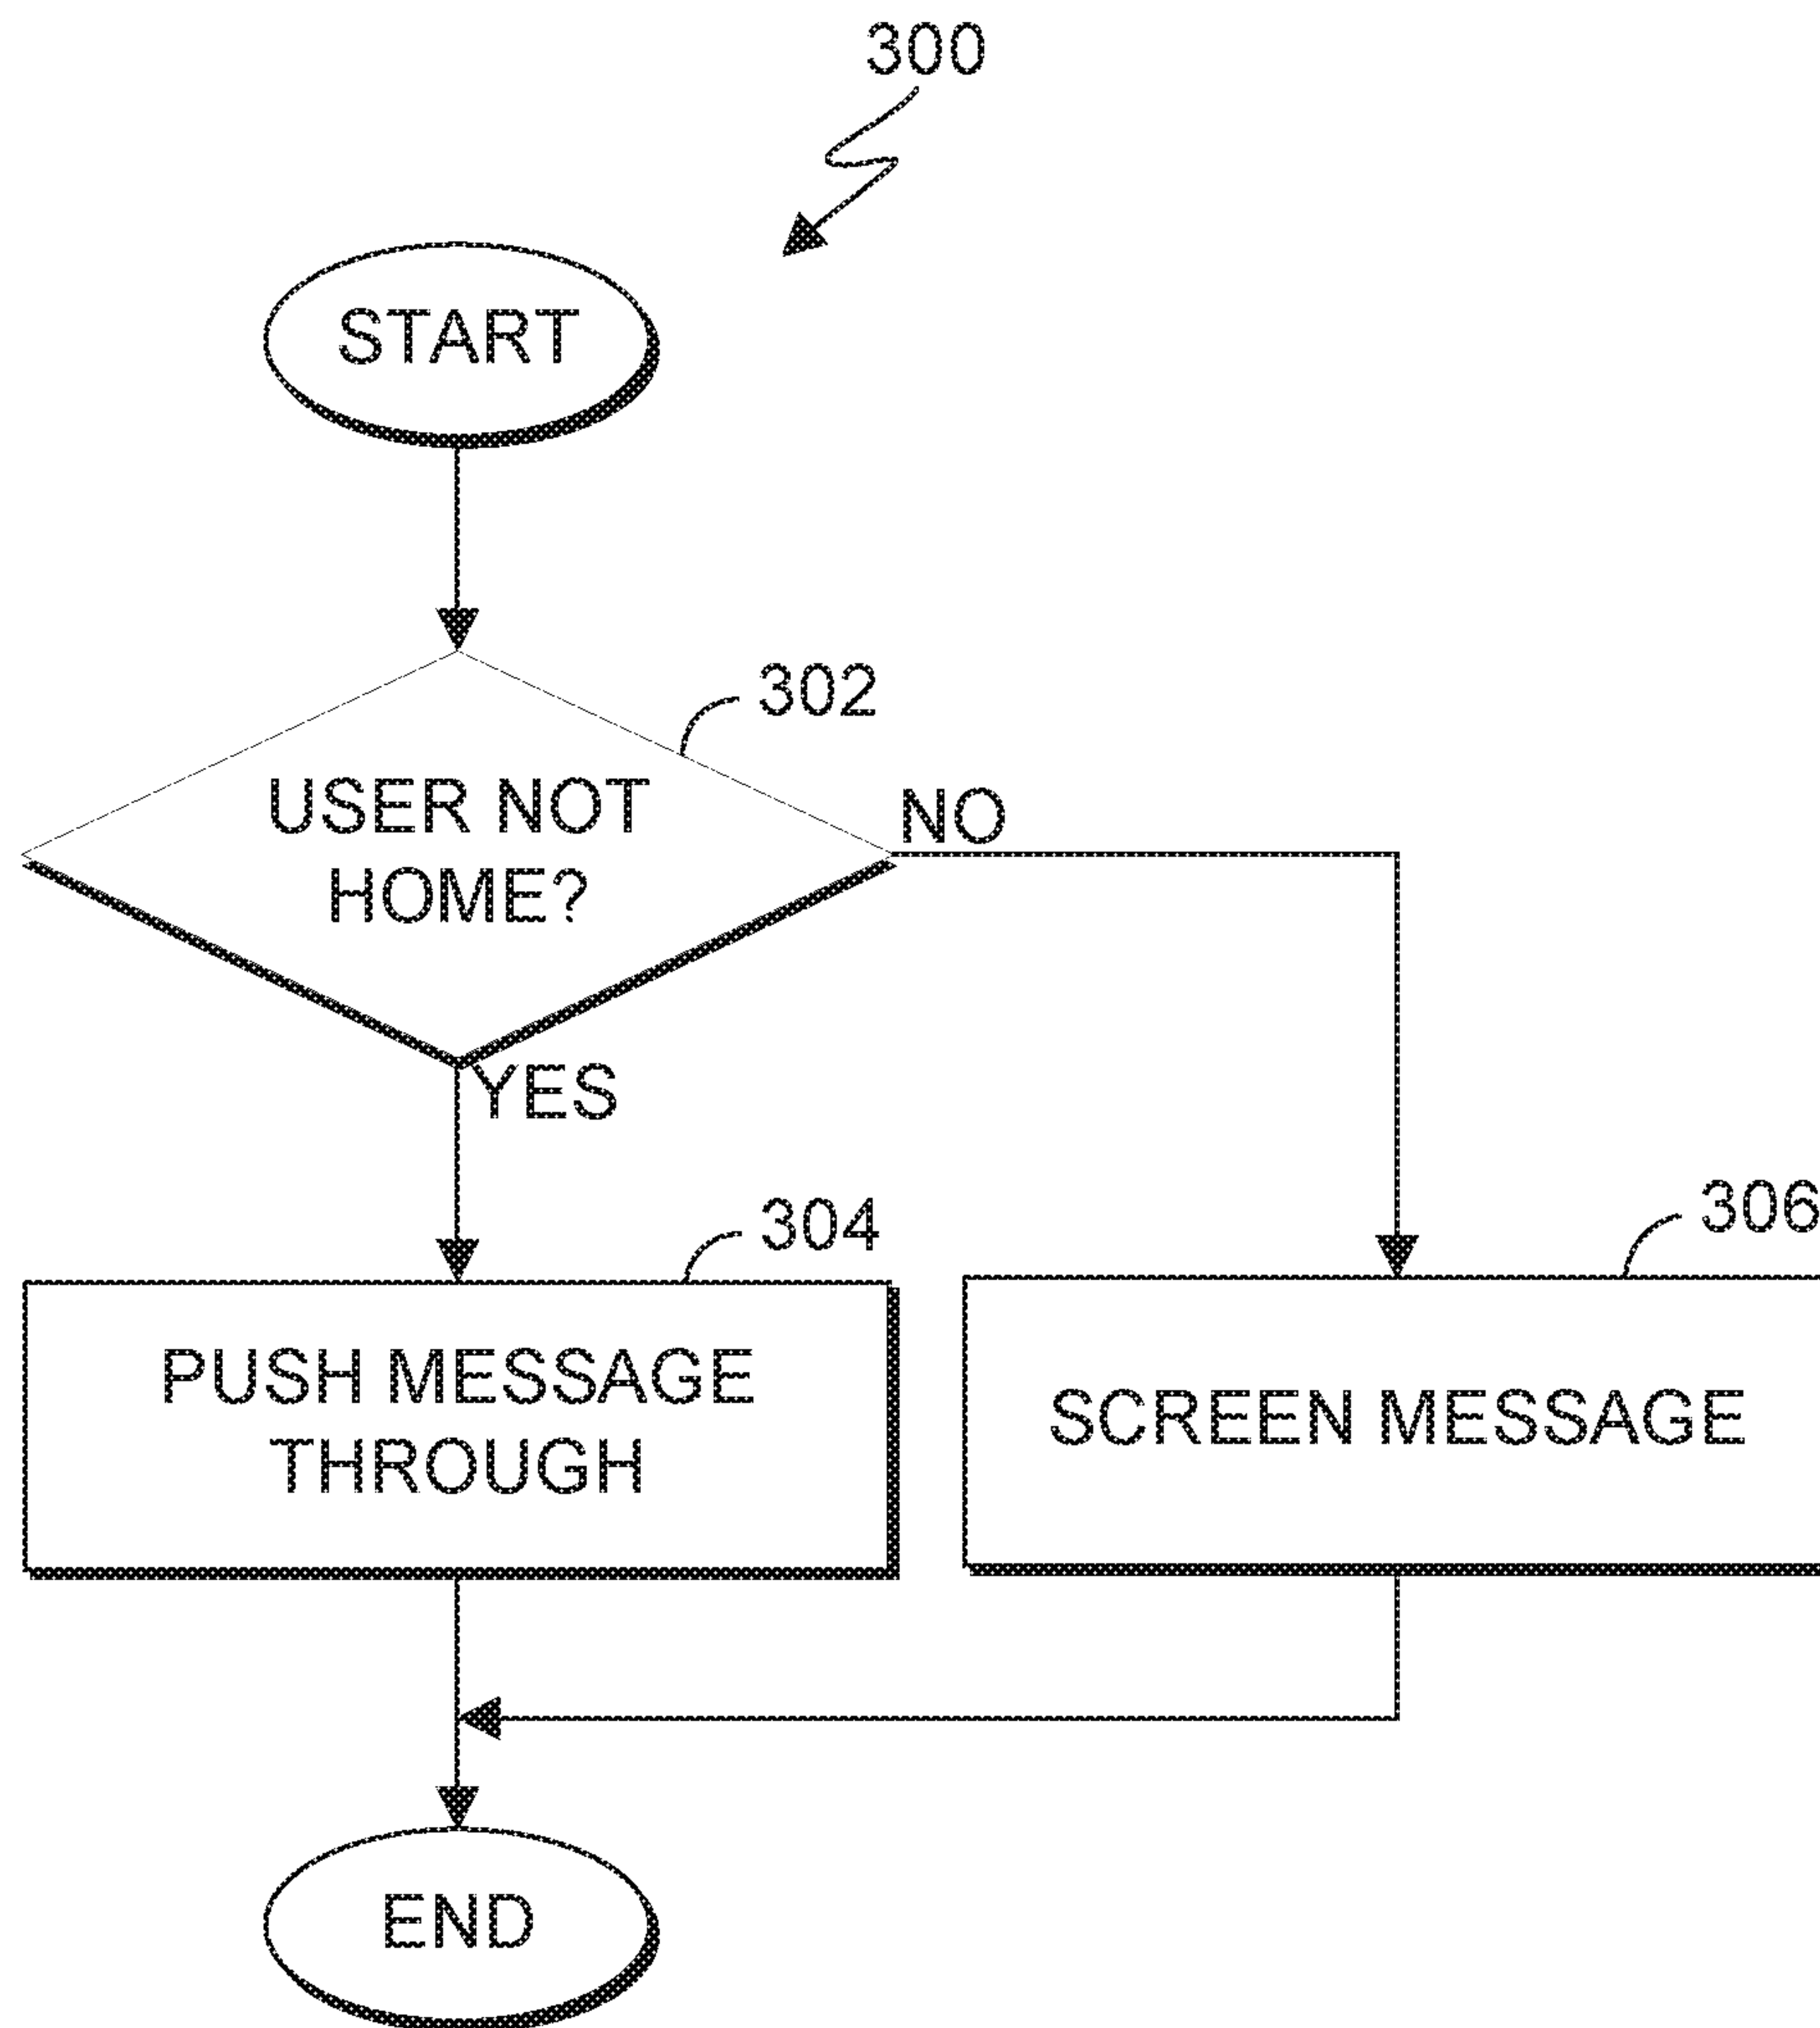 300
START
302
USER NOT
HOME?
NO
YES
304
PUSH MESSAGE
THROUGH
306
SCREEN MESSAGE
END